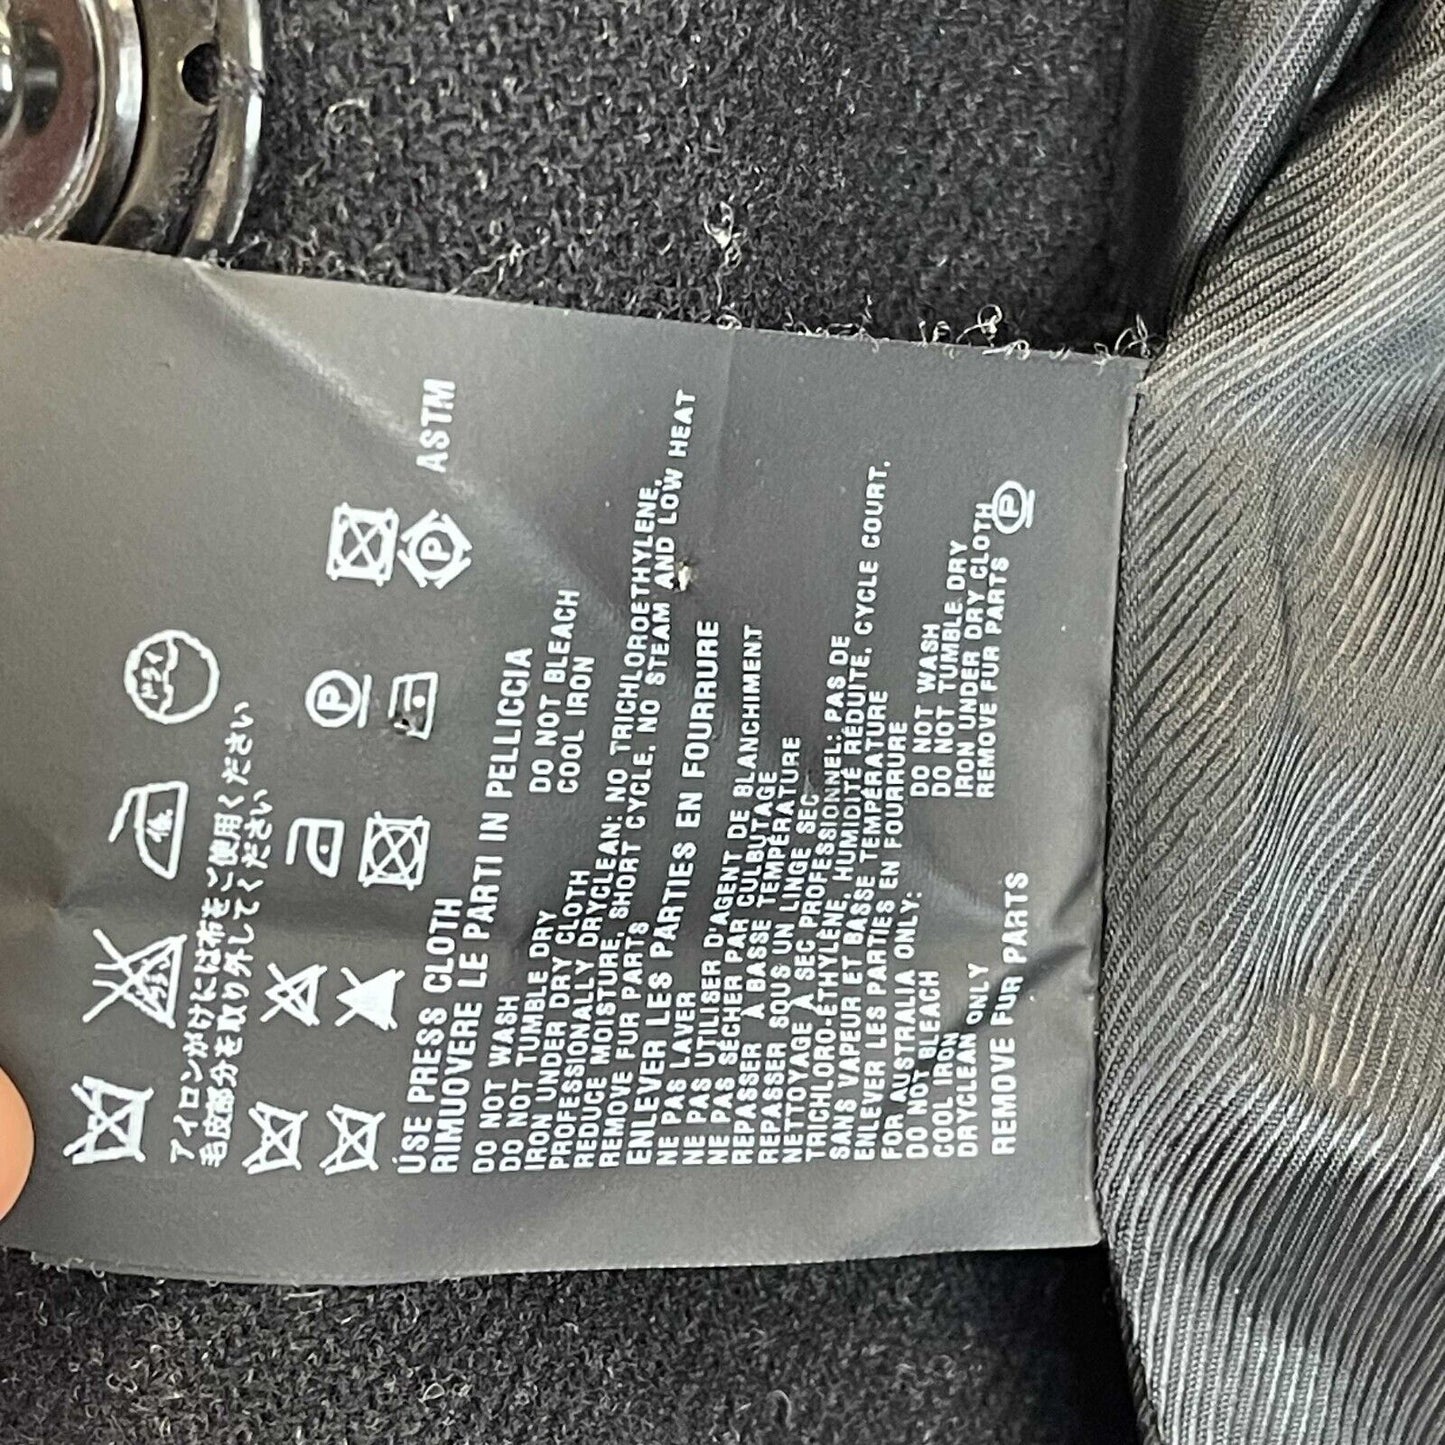 ドライ
低
アイロンがけには布をご使用ください
毛皮部分を取り外してください
P
P ASTM
USE PRESS CLOTH
RIMUOVERE LE PARTI IN PELLICCIA
DO NOT WASH DO NOT BLEACH
DO NOT TUMBLE DRY COOL IRON
IRON UNDER DRY CLOTH
PROFESSIONALLY DRYCLEAN: NO TRICHLOROETHYLENE,
REDUCE MOISTURE, SHORT CYCLE. NO STEAM AND LOW HEAT
REMOVE FUR PARTS
ENLEVER LES PARTIES EN FOURRURE
NE PAS LAVER
NE PAS UTILISER D'AGENT DE BLANCHIMENT
NE PAS SÉCHER PAR CULBUTAGE
REPASSER À BASSE TEMPÉRATURE
REPASSER SOUS UN LINGE SEC
NETTOYAGE À SEC PROFESSIONNEL: PAS DE
TRICHLORO-ÉTHYLÈNE, HUMIDITÉ RÉDUITE, CYCLE COURT,
SANS VAPEUR ET BASSE TEMPÉRATURE
ENLEVER LES PARTIES EN FOURRURE
FOR AUSTRALIA ONLY: DO NOT WASH
DO NOT BLEACH DO NOT TUMBLE DRY
COOL IRON IRON UNDER DRY CLOTH
DRYCLEAN ONLY REMOVE FUR PARTS P
REMOVE FUR PARTS